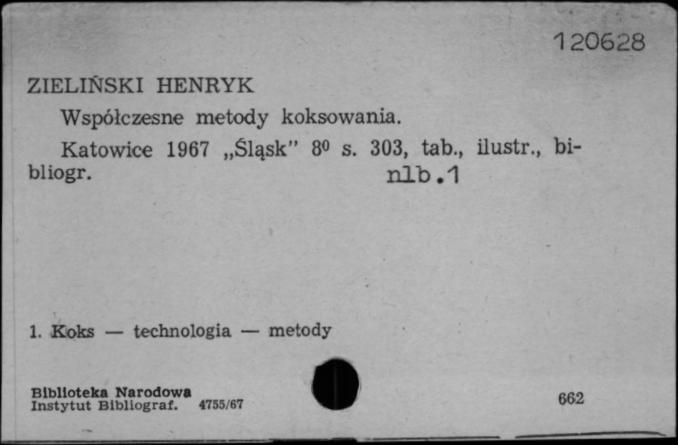 120628
ZIELIŃSKI HENRYK
Współczesne metody koksowania.
Katowice 1967 „Śląsk” 8⁰ s. 303, tab., ilustr., bi-
bliogr. nlb.1
1. Koks — technologia — metody
Biblioteka Narodowa
Instytut Bibliograf. 4755/67
662